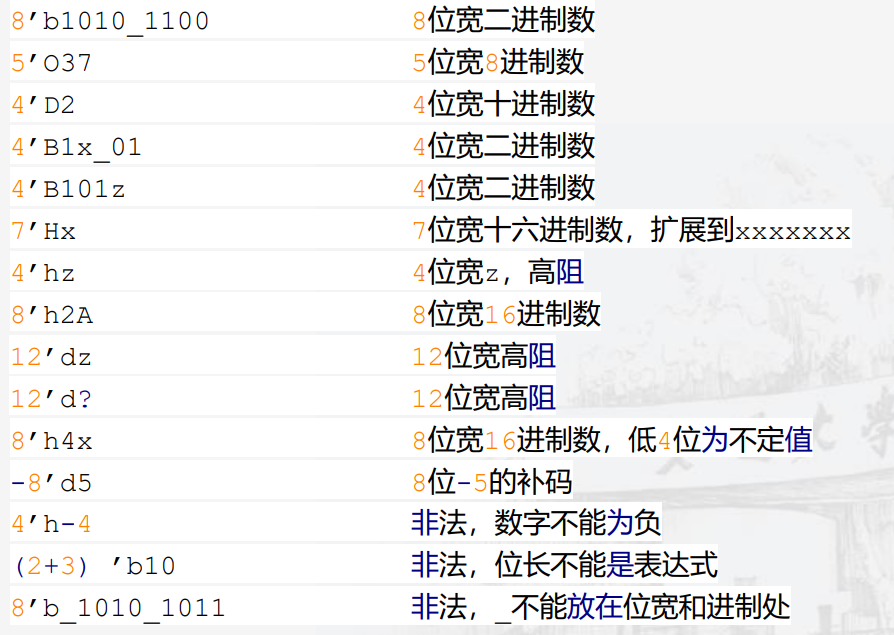 8’b1010_1100 8位宽二进制数
5’O37 5位宽8进制数
4’D2 4位宽十进制数
4’B1x_01 4位宽二进制数
4’B101z 4位宽二进制数
7’Hx 7位宽十六进制数，扩展到xxxxxxx
4’hz 4位宽z，高阻
8’h2A 8位宽16进制数
12’dz 12位宽高阻
12’d? 12位宽高阻
8’h4x 8位宽16进制数，低4位为不定值
-8’d5 8位-5的补码
4’h-4 非法，数字不能为负
(2+3) ’b10 非法，位长不能是表达式
8’b_1010_1011 非法，_不能放在位宽和进制处